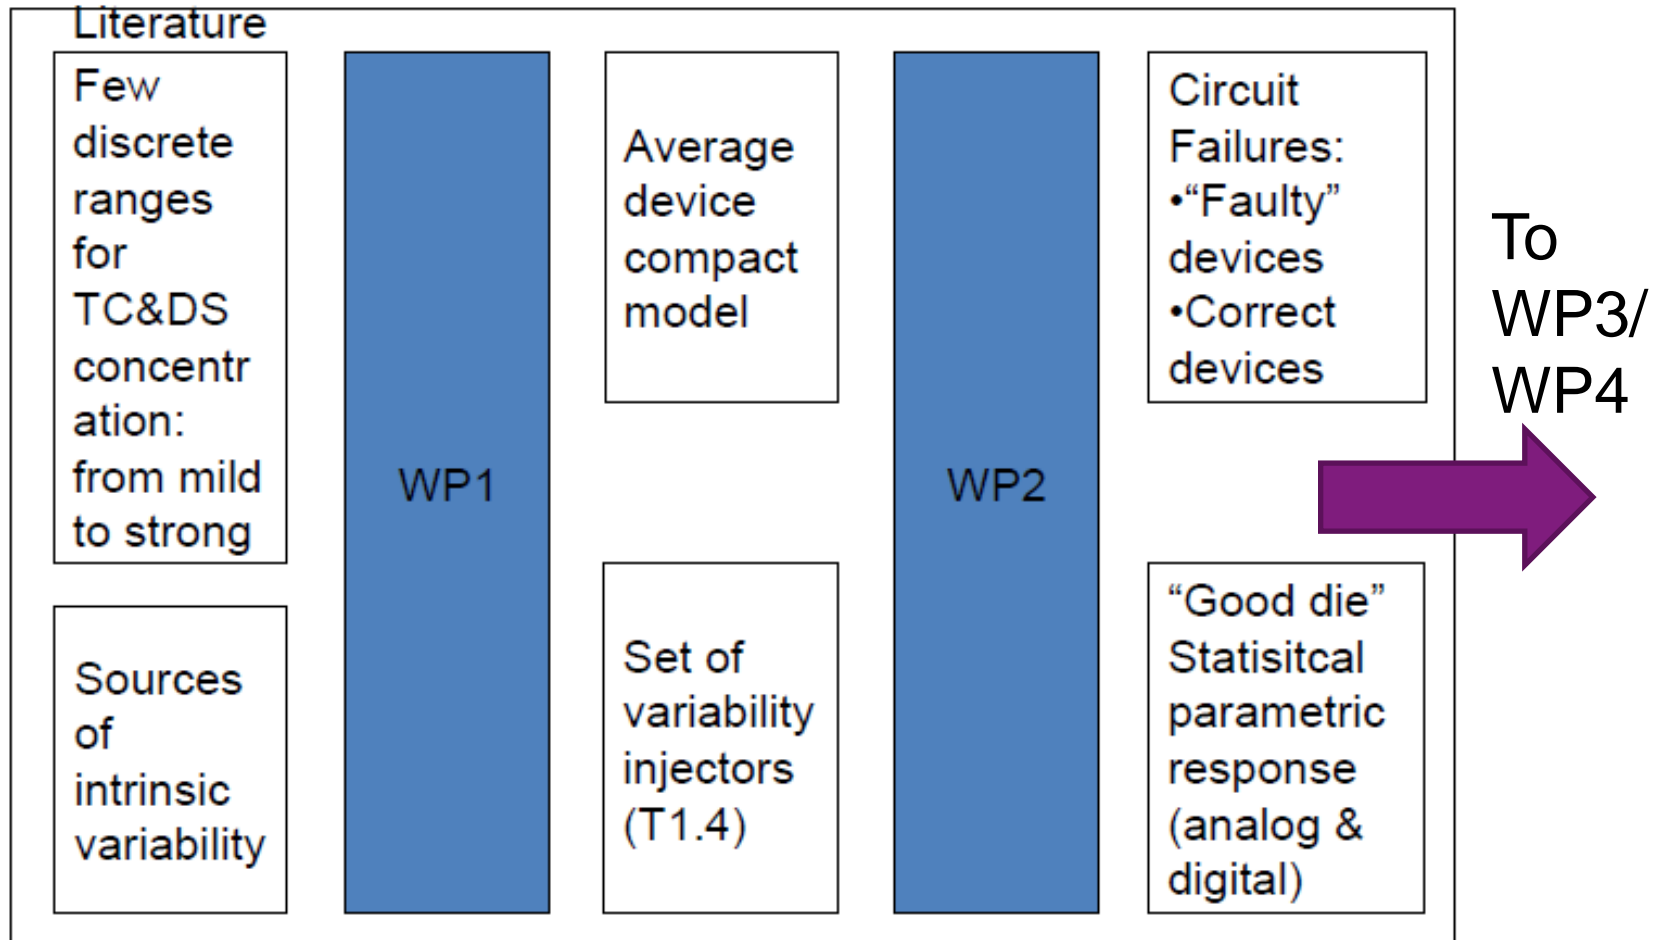 Literature
Few
discrete
ranges
for
TC&DS
concentr
ation:
from mild
to strong
Sources
of
intrinsic
variability
WP1
Average
device
compact
model
Set of
variability
injectors
(T1.4)
WP2
Circuit
Failures:
•“Faulty”
devices
•Correct
devices
“Good die”
Statisitcal
parametric
response
(analog &
digital)
To
WP3/
WP4